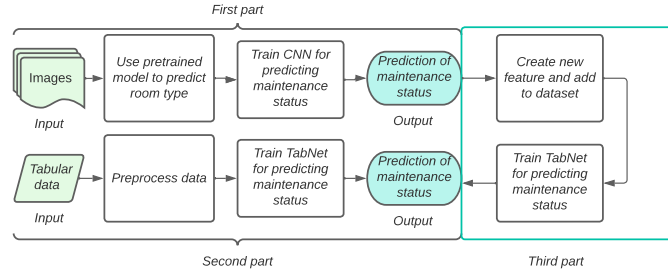 First part
Images
Input
Use pretrained
model to predict
room type
Train CNN for
predicting
maintenance
status
Prediction of
maintenance
status
Output
Create new
feature and add
to dataset
Tabular
data
Input
Preprocess data
Train TabNet
for predicting
maintenance
status
Prediction of
maintenance
status
Output
Train TabNet
for predicting
maintenance
status
Second part
Third part